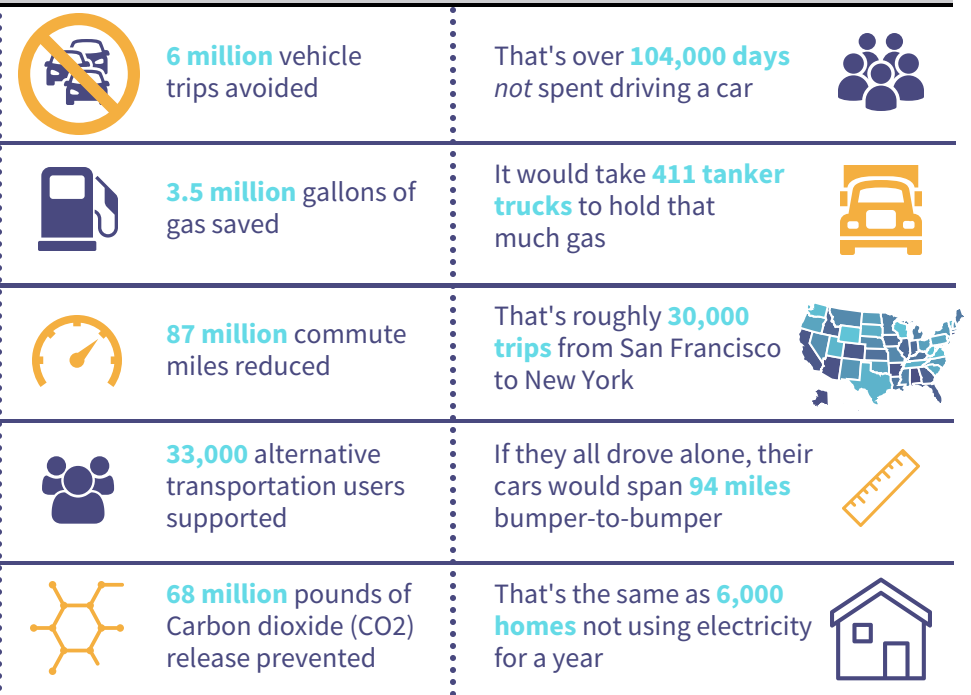 6 million vehicle
trips avoided
That's over 104,000 days
not spent driving a car
3.5 million gallons of
gas saved
It would take 411 tanker
trucks to hold that
much gas
87 million commute
miles reduced
That's roughly 30,000
trips from San Francisco
to New York
33,000 alternative
transportation users
supported
If they all drove alone, their
cars would span 94 miles
bumper-to-bumper
68 million pounds of
Carbon dioxide (CO2)
release prevented
That's the same as 6,000
homes not using electricity
for a year